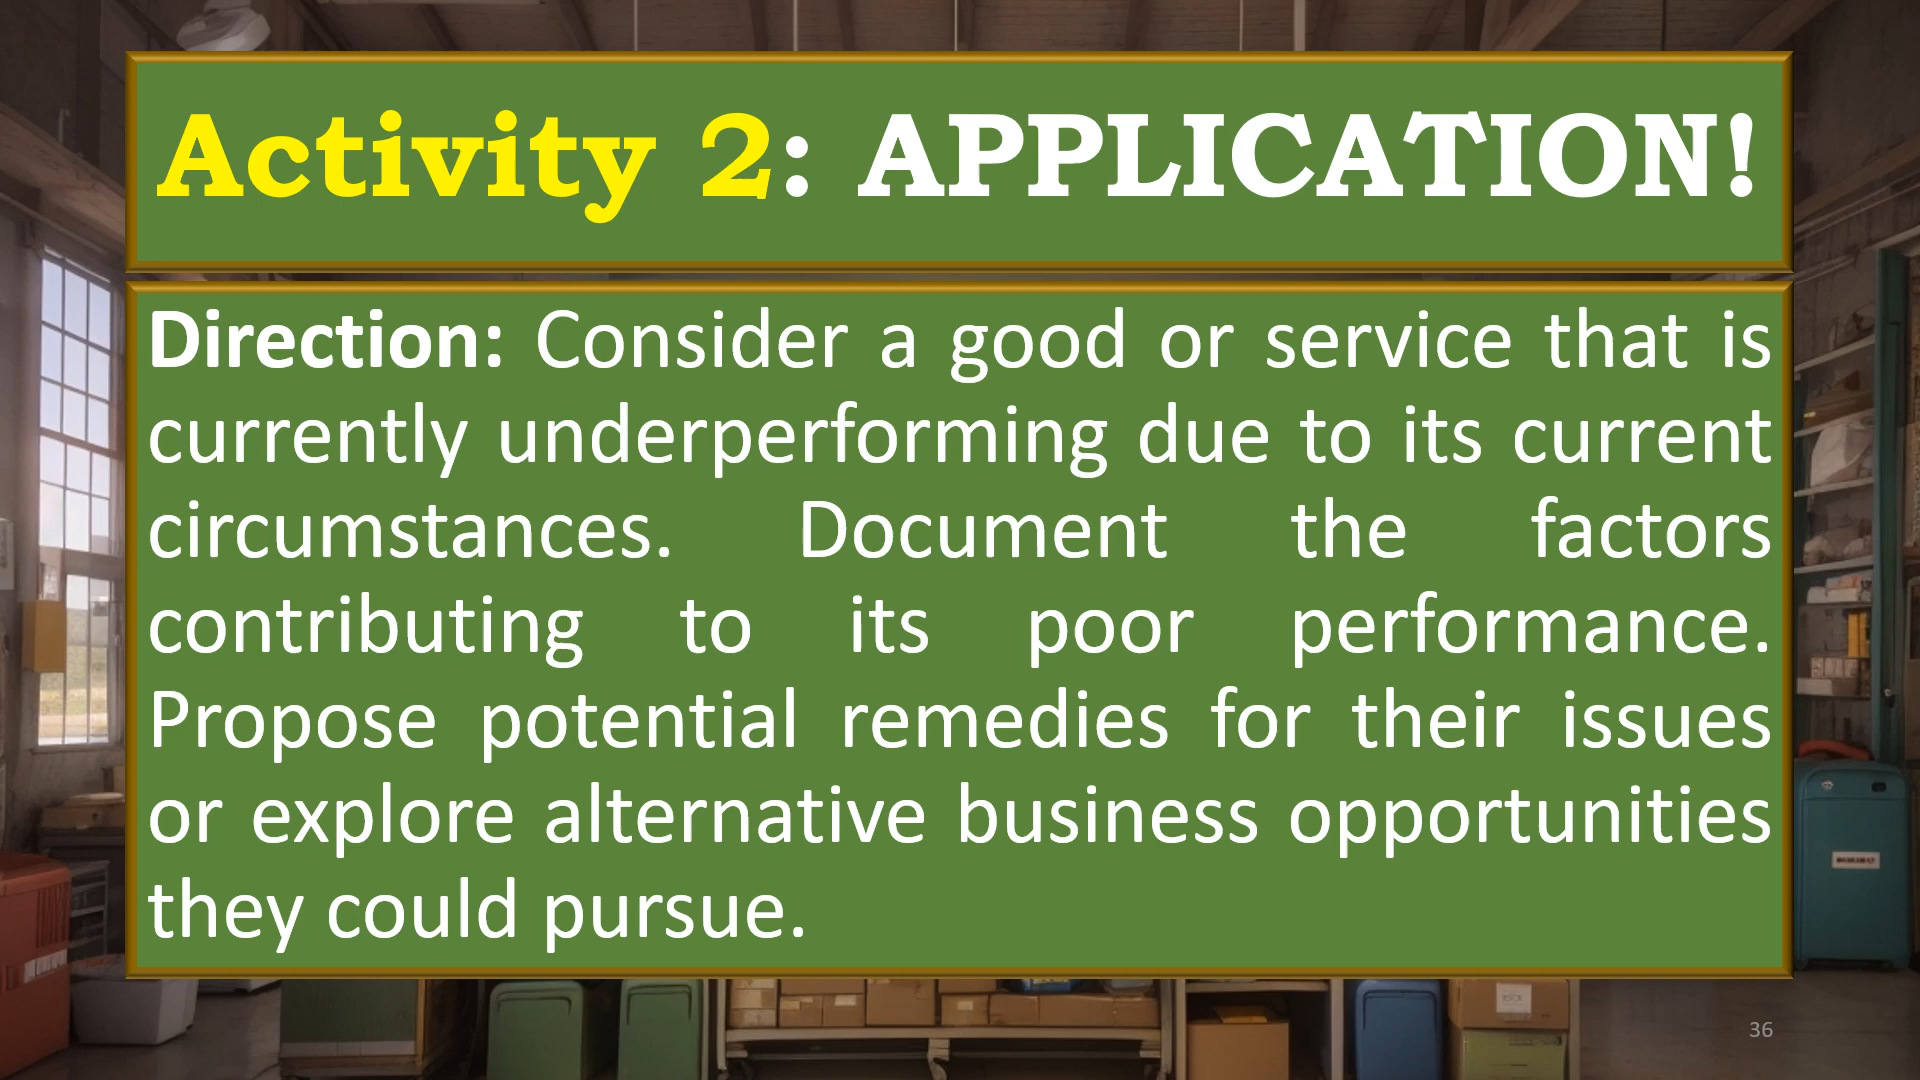 Activity 2: APPLICATION!
Direction: Consider a good or service that is
currently underperforming due to its current
circumstances. Document the factors
contributing to its poor performance.
Propose potential remedies for their issues
or explore alternative business opportunities
they could pursue.
36